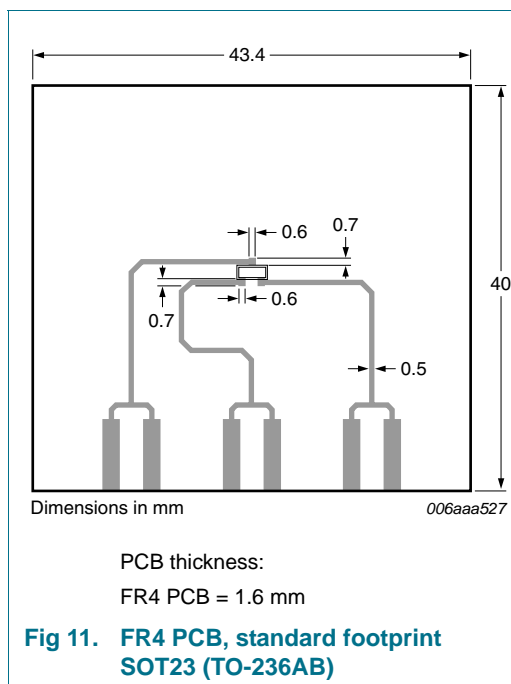 43.4
0.6
0.7
40
0.7
0.6
0.5
Dimensions in mm
006aaa527
PCB thickness:
FR4 PCB = 1.6 mm
Fig 11. FR4 PCB, standard footprint
SOT23 (TO-236AB)